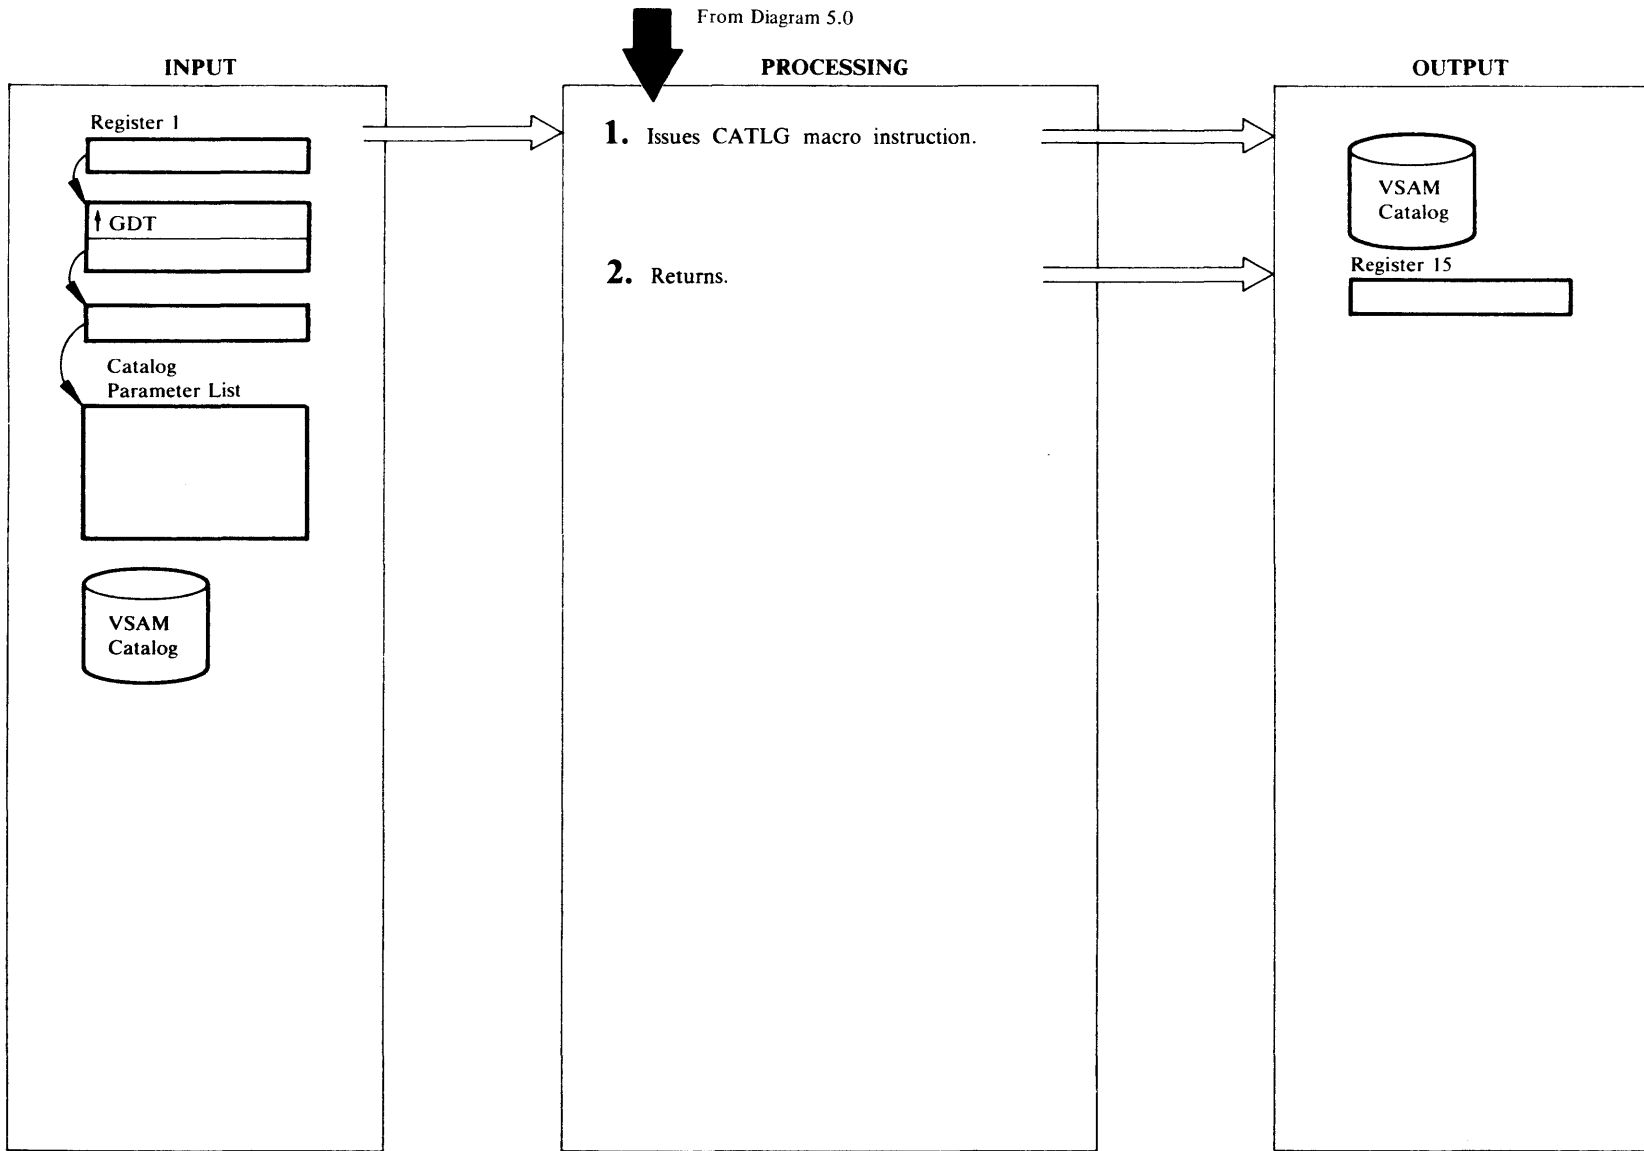 From Diagram 5.0
INPUT
PROCESSING
OUTPUT
Register 1
GDT
Catalog
Parameter List
VSAM
Catalog
1. Issues CATLG macro instruction.
2. Returns.
VSAM
Catalog
Register 15